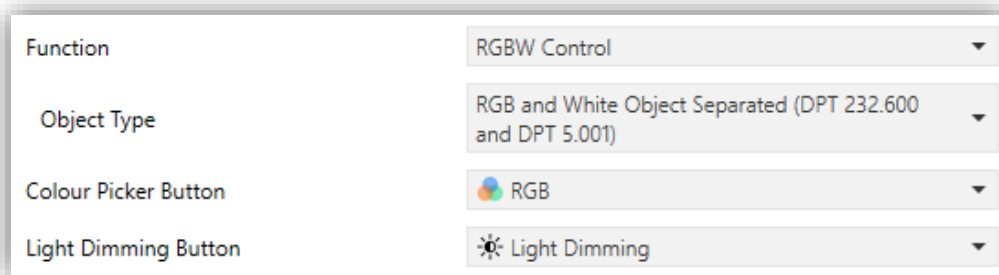 Function
RGBW Control
Object Type
RGB and White Object Separated (DPT 232.600
and DPT 5.001)
Colour Picker Button
RGB
Light Dimming Button
Light Dimming